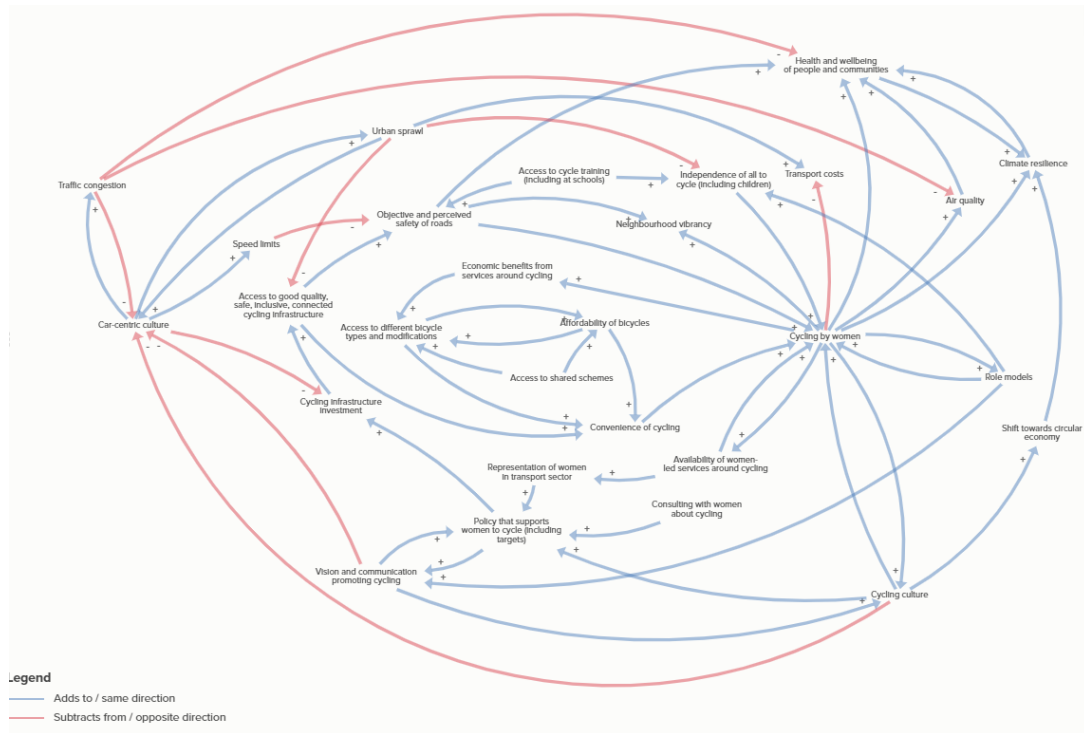 Health and wellbeing
of people and communities
Urban sprawl
Climate resilience
Traffic congestion
Access to cycle training
(including at schools)
Independence of all to
cycle (including children)
Transport costs
Air quality
Objective and perceived
safety of roads
Neighbourhood vibrancy
Speed limits
Economic benefits from
services around cycling
Access to good quality,
safe, inclusive, connected
cycling infrastructure
Car-centric culture
Access to different bicycle
types and modifications
Affordability of bicycles
Cycling by women
Access to shared schemes
Role models
Cycling infrastructure
investment
Convenience of cycling
Shift towards circular
economy
Representation of women
in transport sector
Availability of women-
led services around cycling
Consulting with women
about cycling
Policy that supports
women to cycle (including
targets)
Vision and communication
promoting cycling
Cycling culture
Legend
Adds to / same direction
Subtracts from / opposite direction